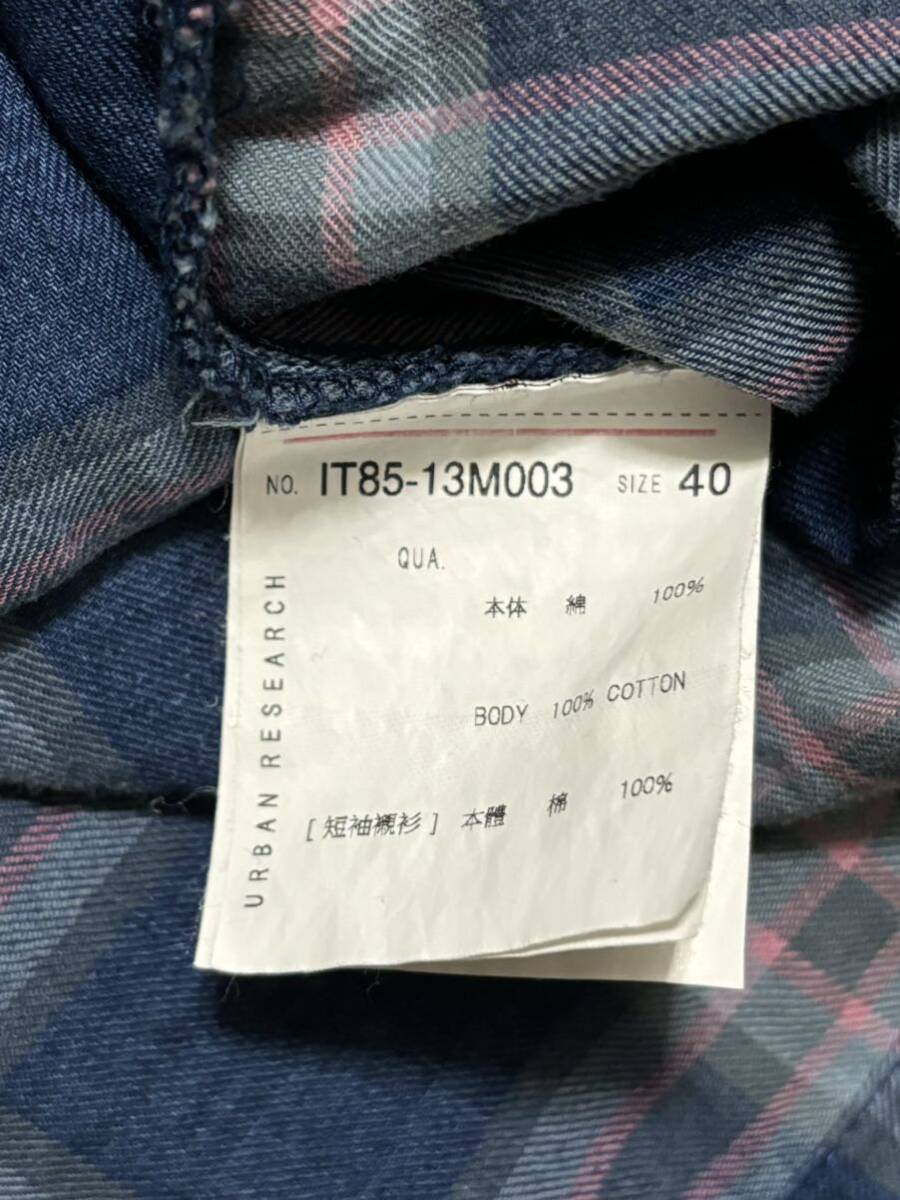 NO. IT85-13M003 SIZE 40
QUA.
本体 綿 100%
BODY 100% COTTON
[短袖襯衫] 本體 棉 100%
URBAN RESEARCH